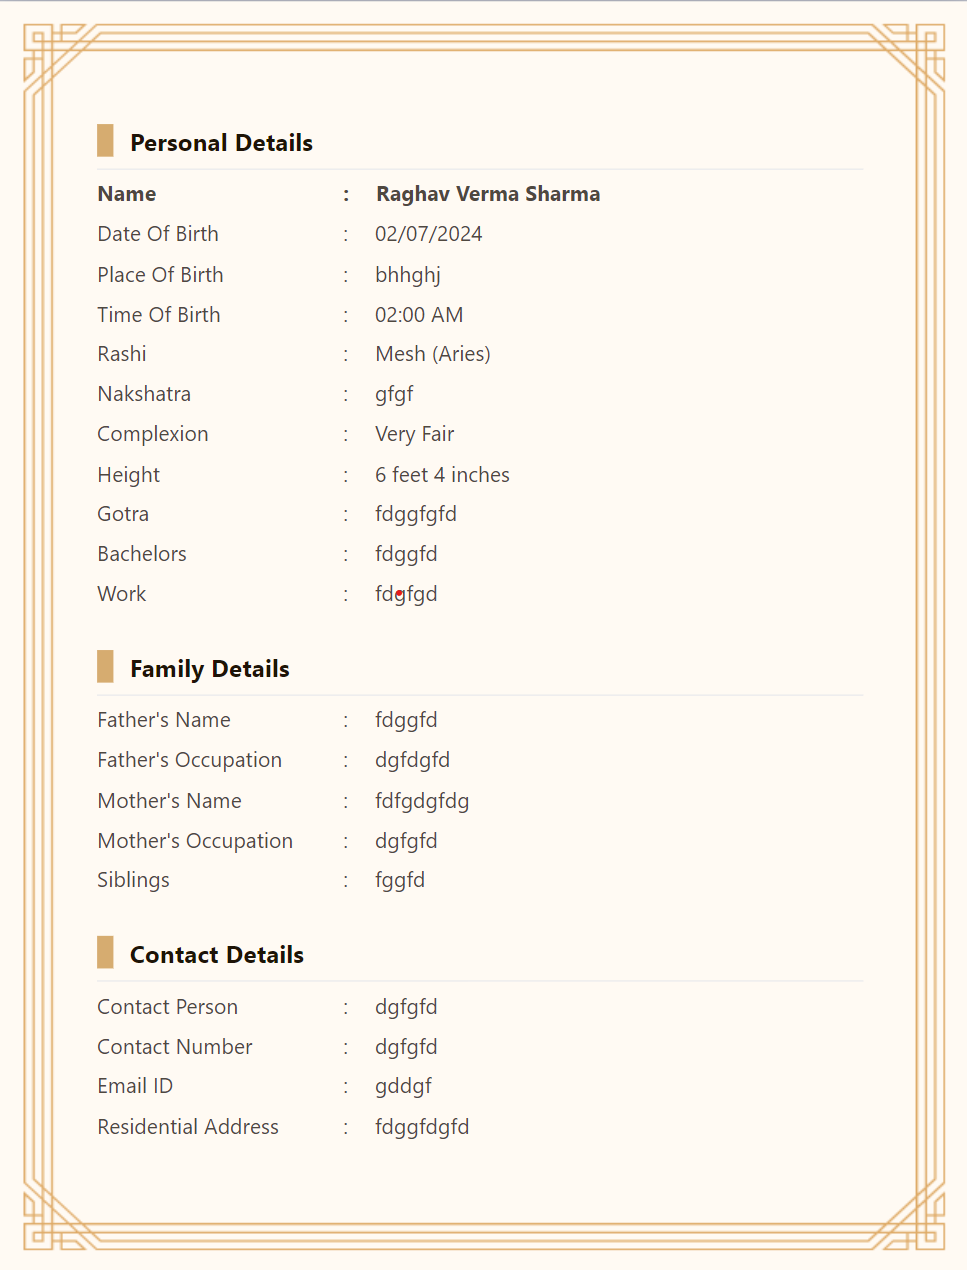 Personal Details
Name : Raghav Verma Sharma
Date Of Birth : 02/07/2024
Place Of Birth : bhhghj
Time Of Birth : 02:00 AM
Rashi : Mesh (Aries)
Nakshatra : gfgf
Complexion : Very Fair
Height : 6 feet 4 inches
Gotra : fdggfgfd
Bachelors : fdggfd
Work : fdgfgd
Family Details
Father's Name : fdggfd
Father's Occupation : dgfdgfd
Mother's Name : fdfgdgfdg
Mother's Occupation : dgfgfd
Siblings : fggfd
Contact Details
Contact Person : dgfgfd
Contact Number : dgfgfd
Email ID : gddgf
Residential Address : fdggfdgfd